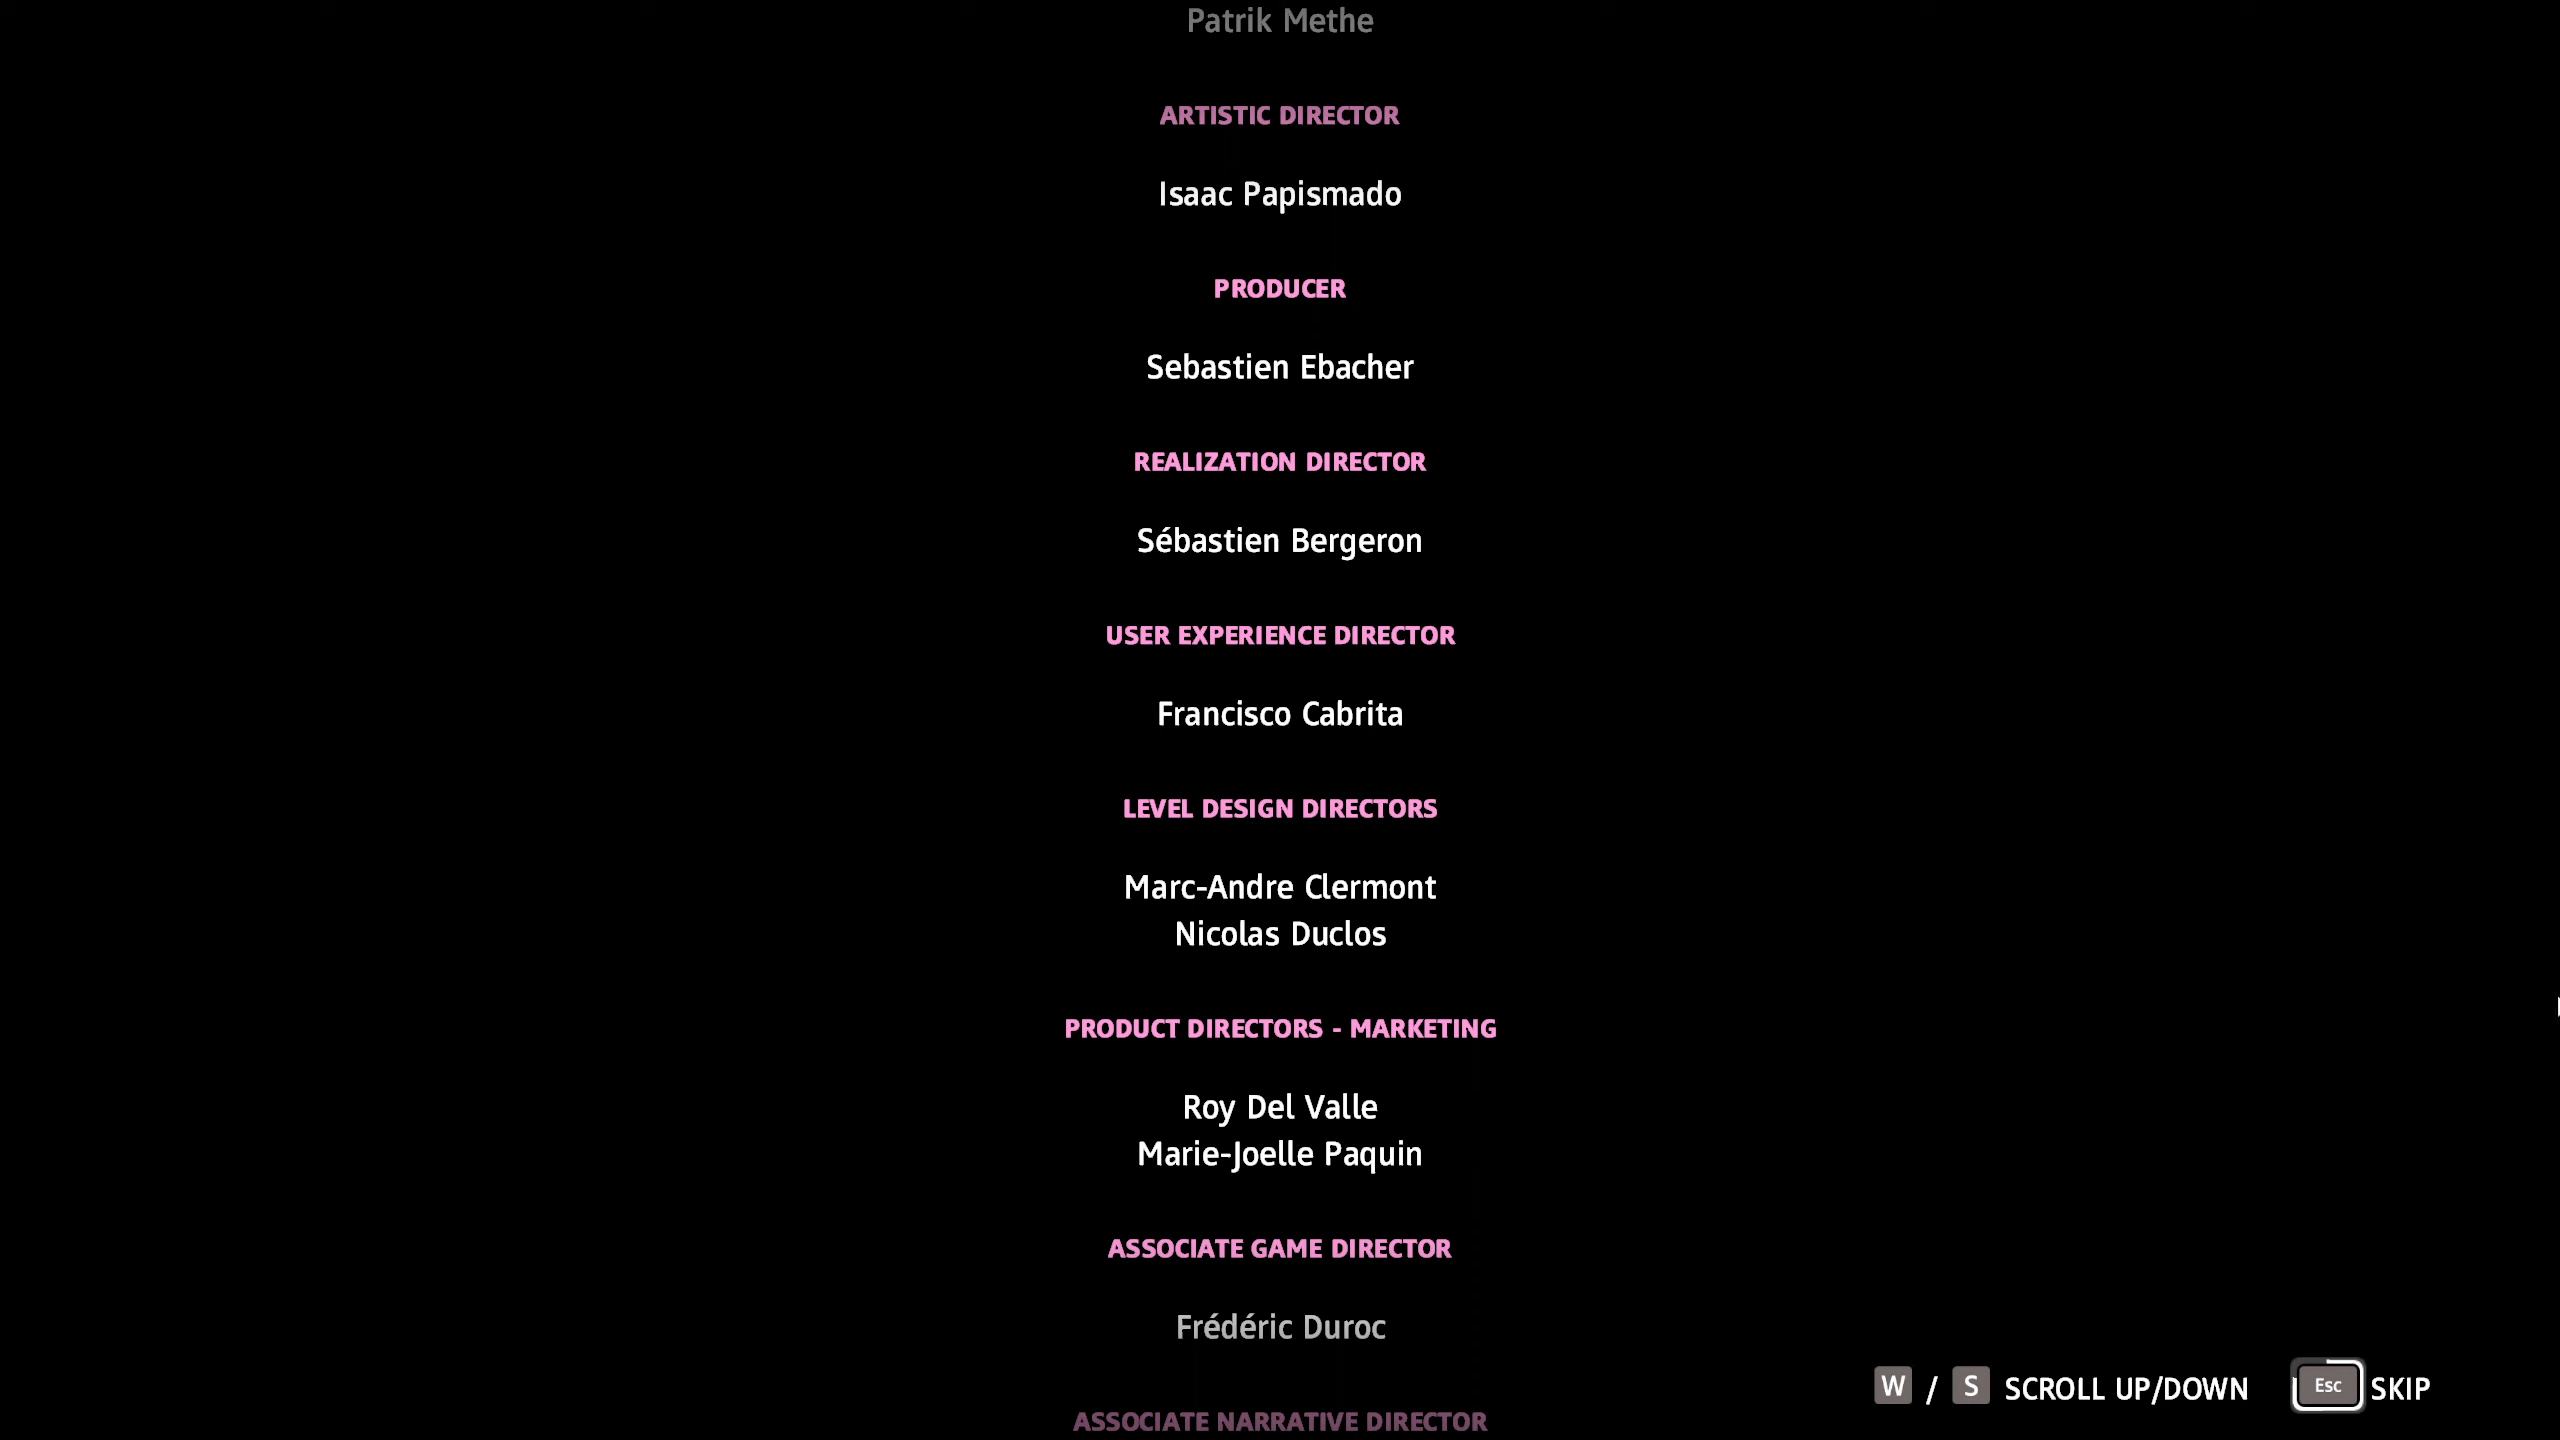 Patrik Methe
ARTISTIC DIRECTOR
Isaac Papismado
PRODUCER
Sebastien Ebacher
REALIZATION DIRECTOR
Sébastien Bergeron
USER EXPERIENCE DIRECTOR
Francisco Cabrita
LEVEL DESIGN DIRECTORS
Marc-Andre Clermont
Nicolas Duclos
PRODUCT DIRECTORS - MARKETING
Roy Del Valle
Marie-Joelle Paquin
ASSOCIATE GAME DIRECTOR
Frédéric Duroc
W / S SCROLL UP/DOWN Esc SKIP
ASSOCIATE NARRATIVE DIRECTOR